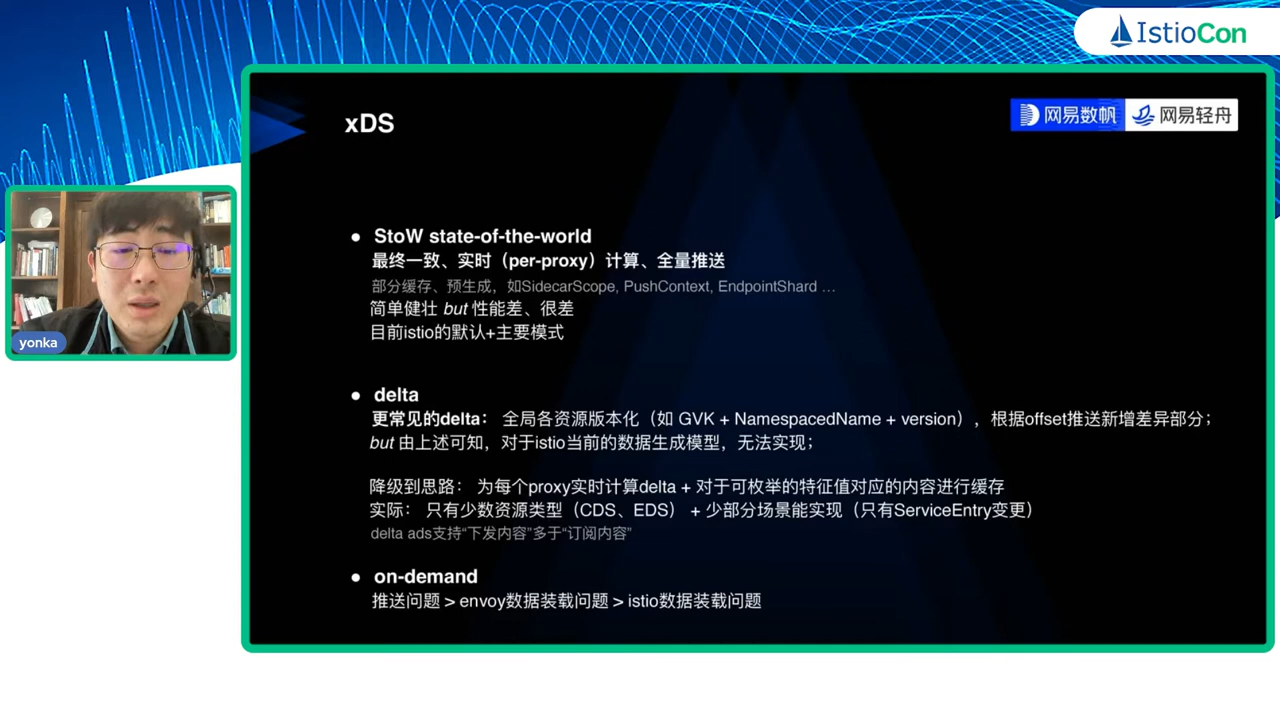 IstioCon
xDS
网易数帆 网易轻舟
StoW state-of-the-world
最终一致、实时（per-proxy）计算、全量推送
部分缓存、预生成，如SidecarScope, PushContext, EndpointShard …
简单健壮 but 性能差、很差
目前istio的默认+主要模式
delta
更常见的delta： 全局各资源版本化（如 GVK + NamespacedName + version），根据offset推送新增差异部分；
but 由上述可知，对于istio当前的数据生成模型，无法实现；
降级到思路： 为每个proxy实时计算delta + 对于可枚举的特征值对应的内容进行缓存
实际： 只有少数资源类型（CDS、EDS） + 少部分场景能实现（只有ServiceEntry变更）
delta ads支持“下发内容”多于“订阅内容”
on-demand
推送问题 > envoy数据装载问题 > istio数据装载问题
yonka